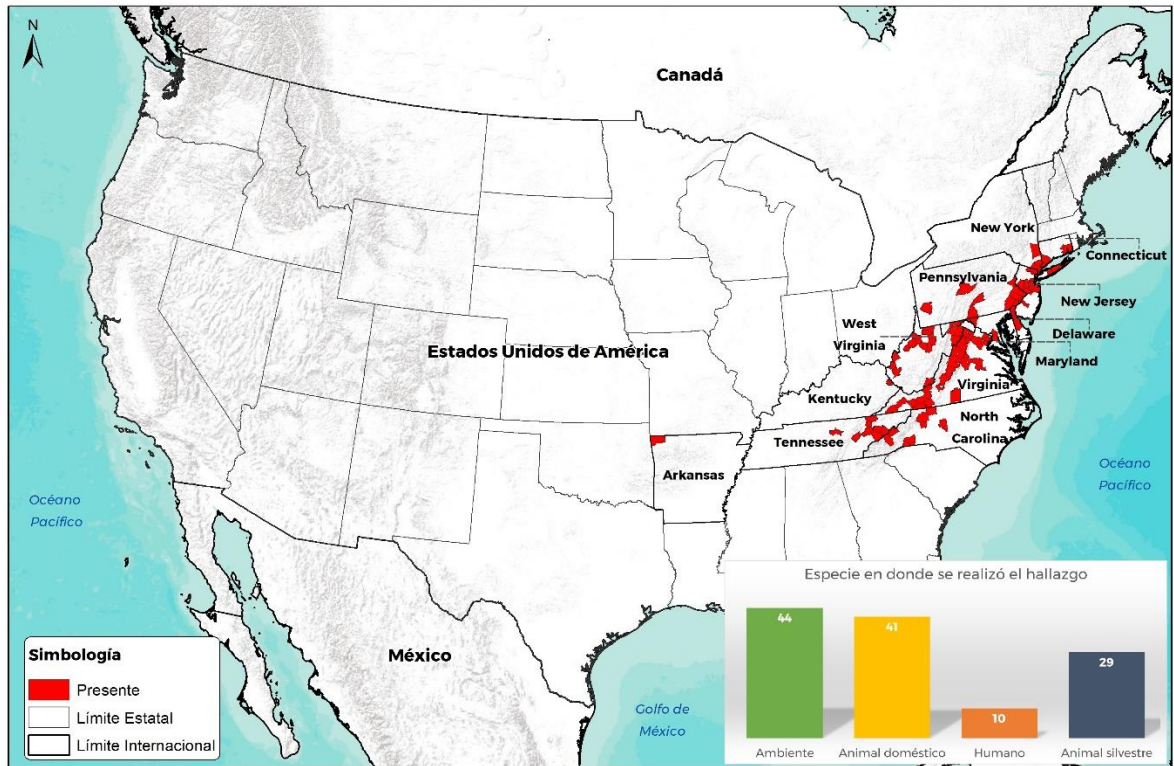 N
Canadá
New York
Connecticut
Pennsylvania
New Jersey
West
Virginia
Delaware
Maryland
Estados Unidos de América
Virginia
Kentucky
North
Carolina
Tennessee
Arkansas
Océano
Pacífico
Océano
Pacífico
México
Golfo de
México
Simbología
Presente
Límite Estatal
Límite Internacional
Especie en donde se realizó el hallazgo
44
41
10
29
Ambiente
Animal doméstico
Humano
Animal silvestre